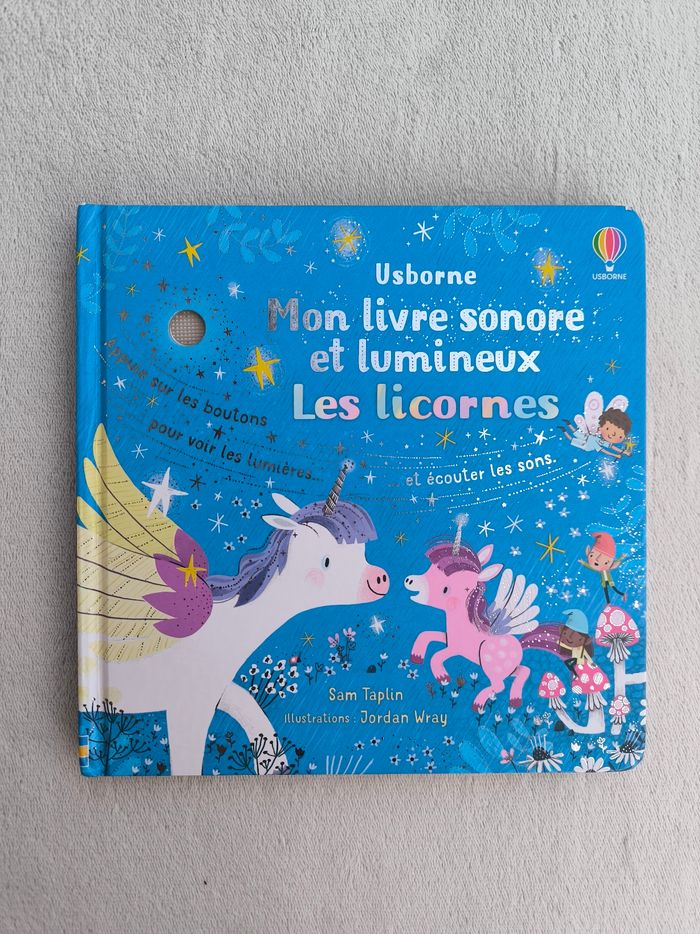 USBORNE
Usborne
Mon livre sonore
et lumineux
Les licornes
Appuie sur les boutons
pour voir les lumières...
... et écouter les sons.
Sam Taplin
Illustrations : Jordan Wray